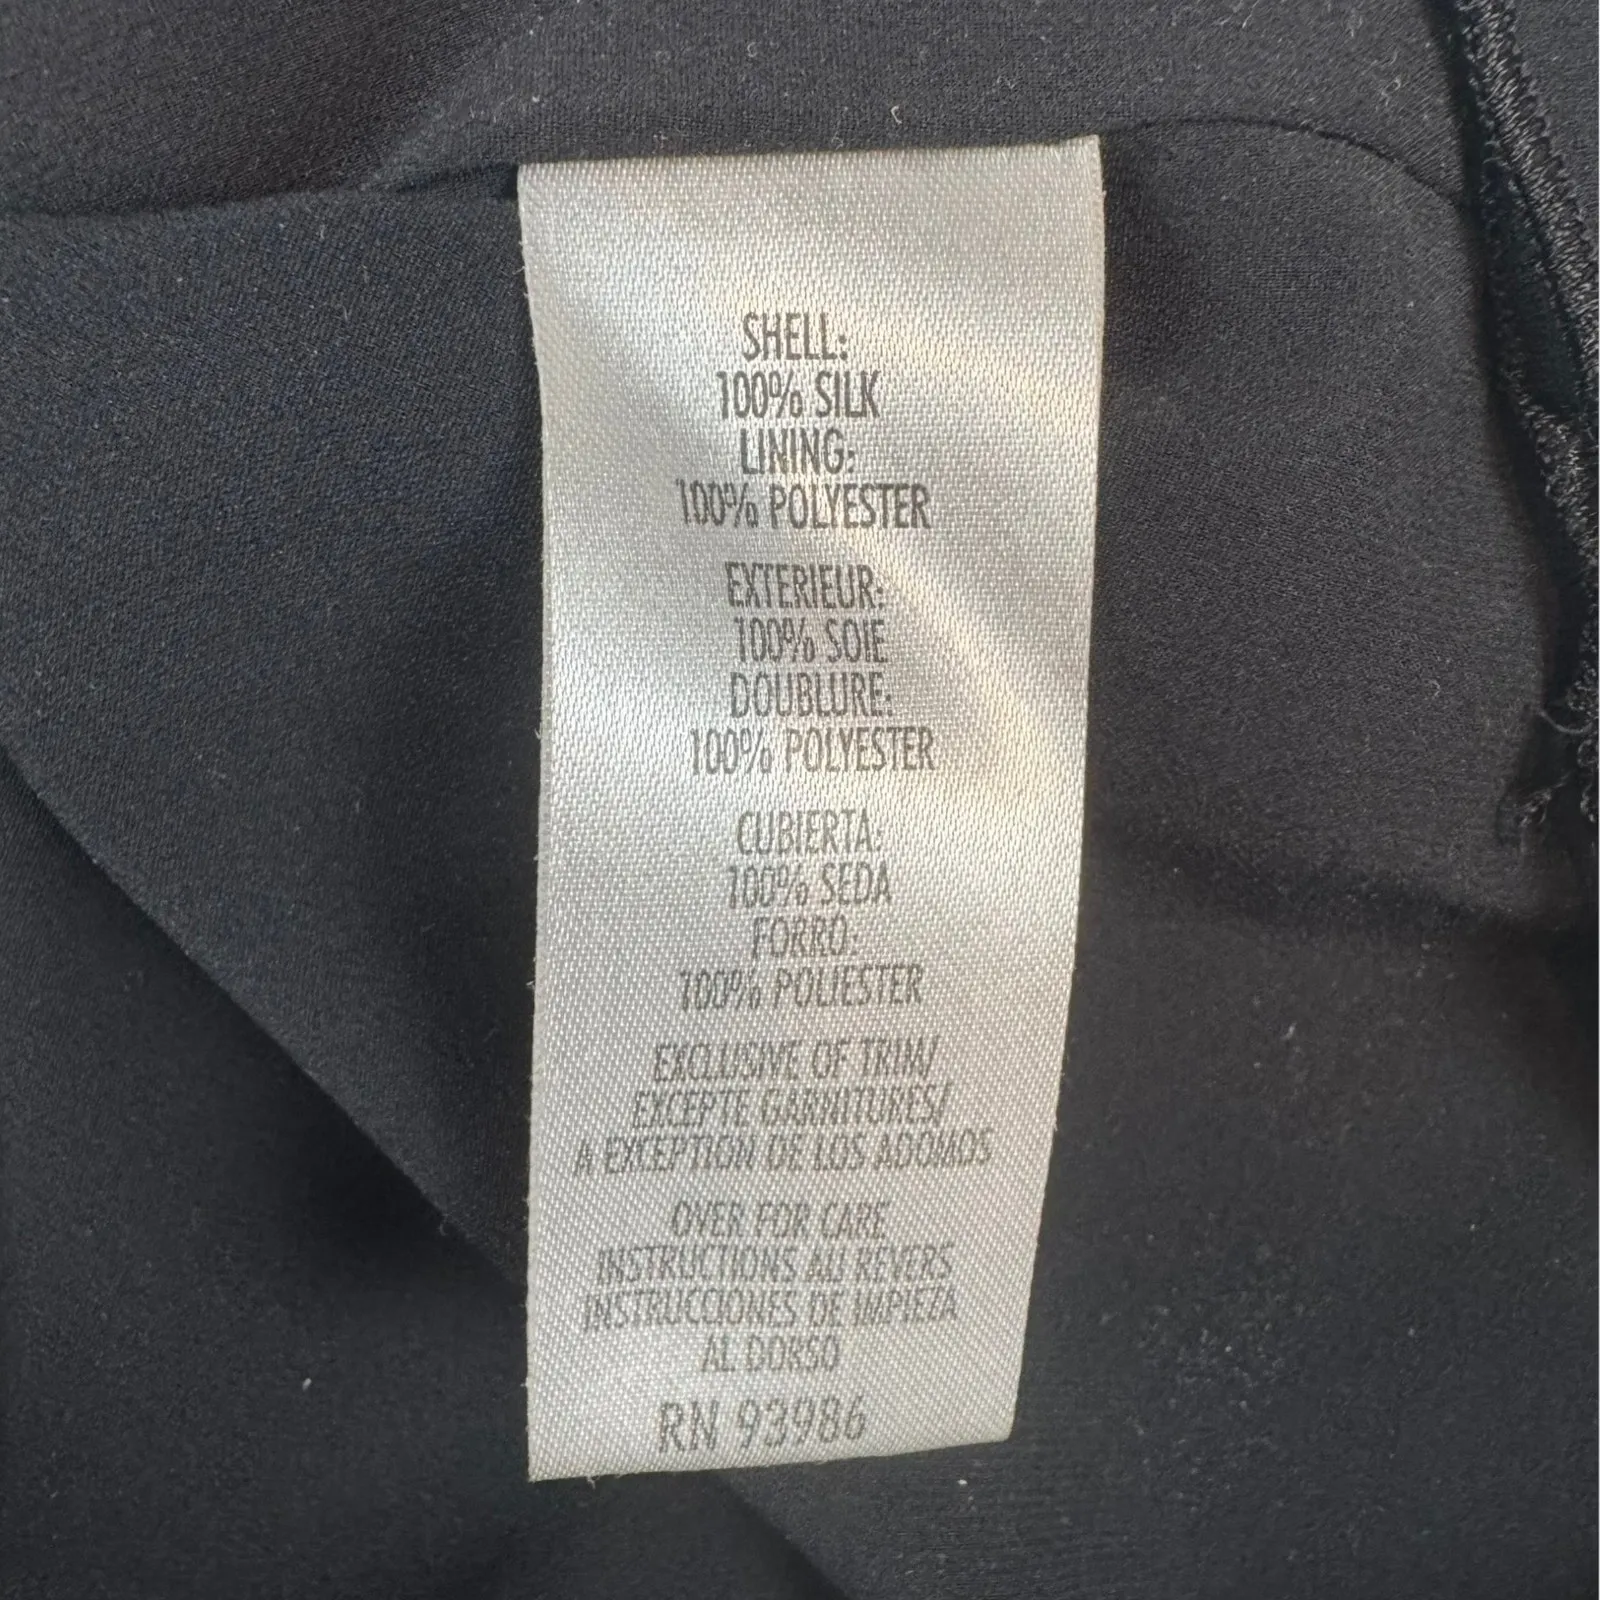 SHELL:
100% SILK
LINING:
100% POLYESTER
EXTERIEUR:
100% SOIE
DOUBLURE:
100% POLYESTER
CUBIERTA:
100% SEDA
FORRO:
100% POLIESTER
EXCLUSIVE OF TRIM/
EXCEPTE GARNITURES/
A EXCEPTION DE LOS ADOMOS
OVER FOR CARE
INSTRUCTIONS AU REVERS
INSTRUCCIONES DE IMPIEZA
AL DORSO
RN 93986